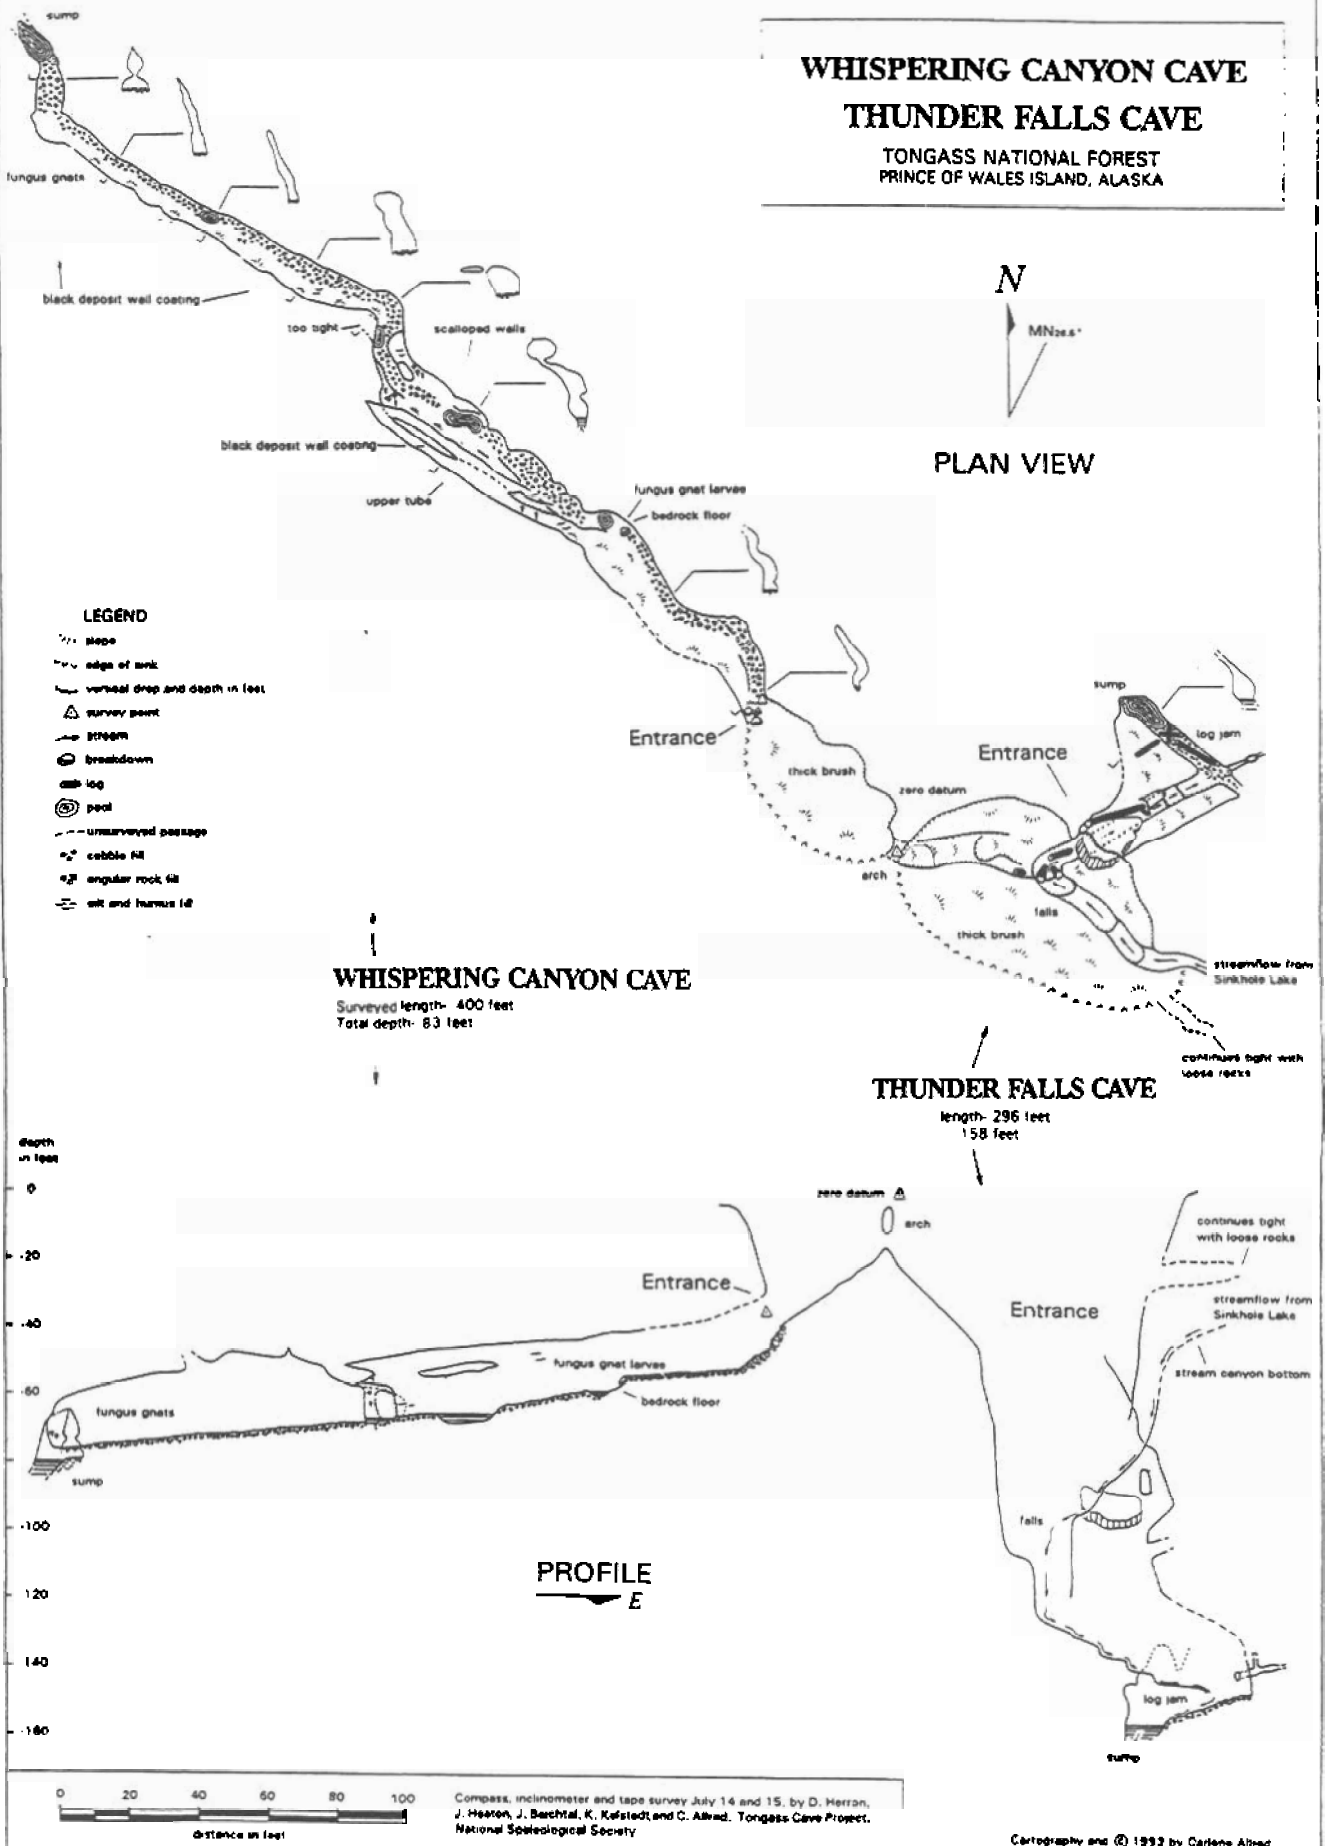 sump
WHISPERING CANYON CAVE
THUNDER FALLS CAVE
TONGASS NATIONAL FOREST
PRINCE OF WALES ISLAND, ALASKA
fungus gnats
black deposit wall coating
too tight
scalloped walls
N
MN26.6°
PLAN VIEW
black deposit wall coating
upper tube
fungus gnat larvae
bedrock floor
LEGEND
slope
edge of sink
vertical drop and depth in feet
survey point
stream
breakdown
log
pool
unsurveyed passage
cobble fill
angular rock fill
silt and humus fill
Entrance
thick brush
zero datum
arch
Entrance
sump
log jam
falls
thick brush
streamflow from
Sinkhole Lake
continues tight with
loose rocks
WHISPERING CANYON CAVE
Surveyed length- 400 feet
Total depth- 83 feet
THUNDER FALLS CAVE
length- 296 feet
158 feet
depth
in feet
0
-20
-40
-60
-100
120
140
-160
zero datum
arch
Entrance
fungus gnat larvae
bedrock floor
fungus gnats
sump
Entrance
continues tight
with loose rocks
streamflow from
Sinkhole Lake
stream canyon bottom
falls
log jam
sump
PROFILE
E
0 20 40 60 80 100
distance in feet
Compass, inclinometer and tape survey July 14 and 15, by D. Herron,
J. Heaton, J. Baichtal, K. Kelstedt and C. Allred. Tongass Cave Project,
National Speleological Society
Cartography and © 1993 by Carlene Allred